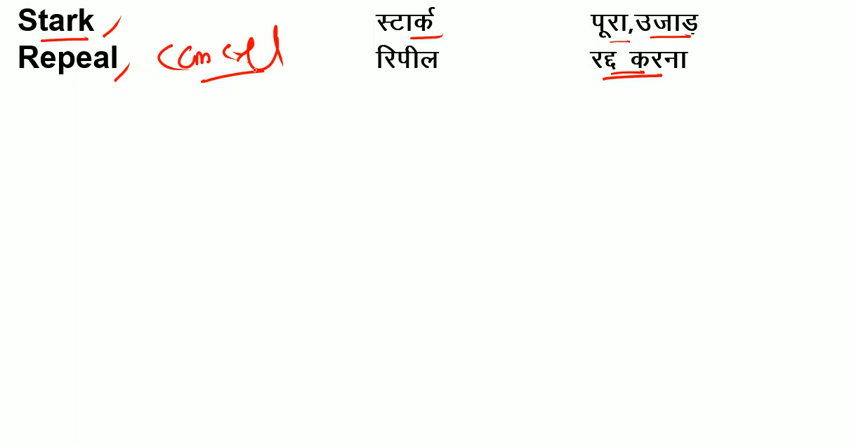 Stark, स्टार्क पूरा,उजाड़
Repeal, cancel रिपील रद्द करना